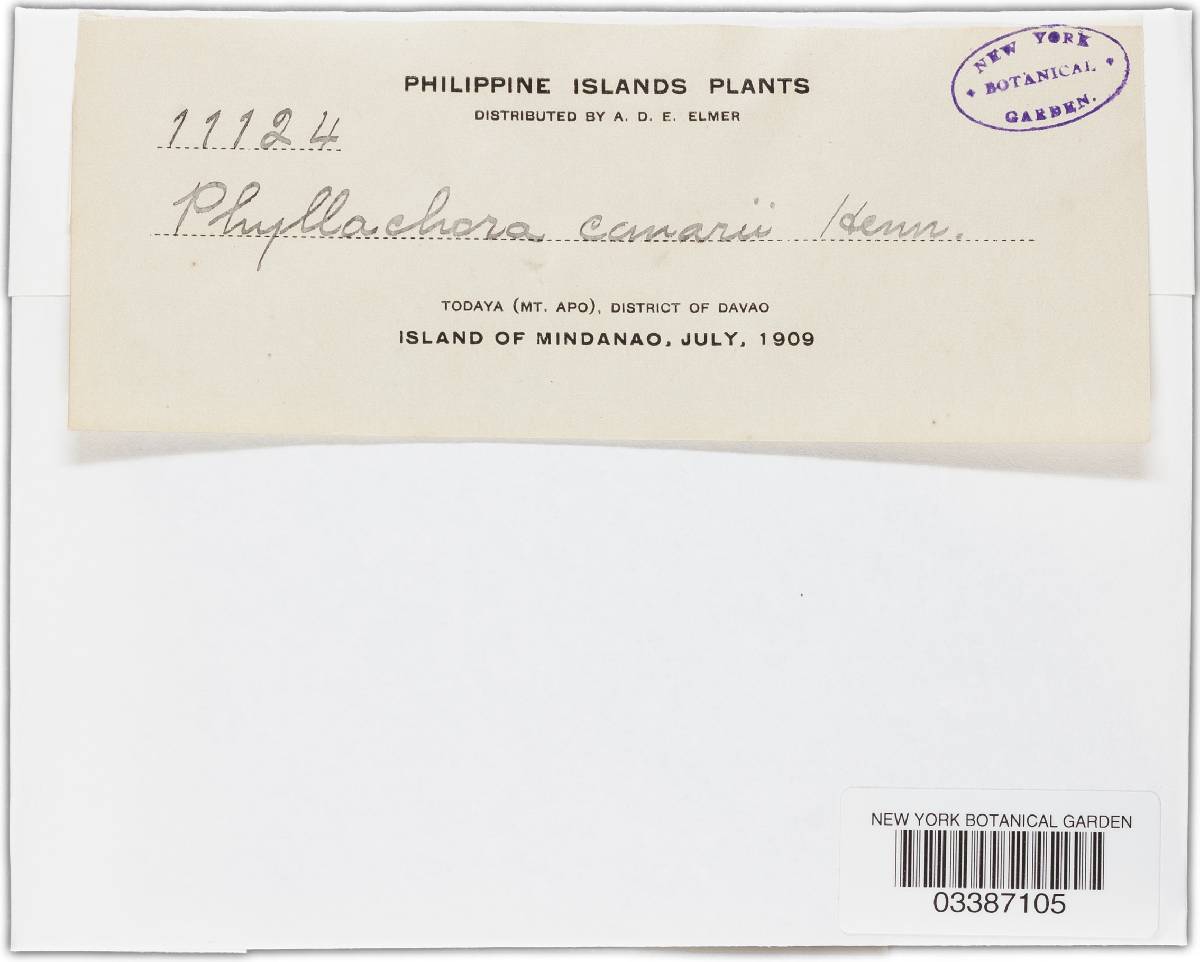 PHILIPPINE ISLANDS PLANTS
DISTRIBUTED BY A. D. E. ELMER
NEW YORK
BOTANICAL
GARDEN.
11124
Phyllachora canarii Henn.
TODAYA (MT. APO), DISTRICT OF DAVAO
ISLAND OF MINDANAO, JULY, 1909
NEW YORK BOTANICAL GARDEN
03387105